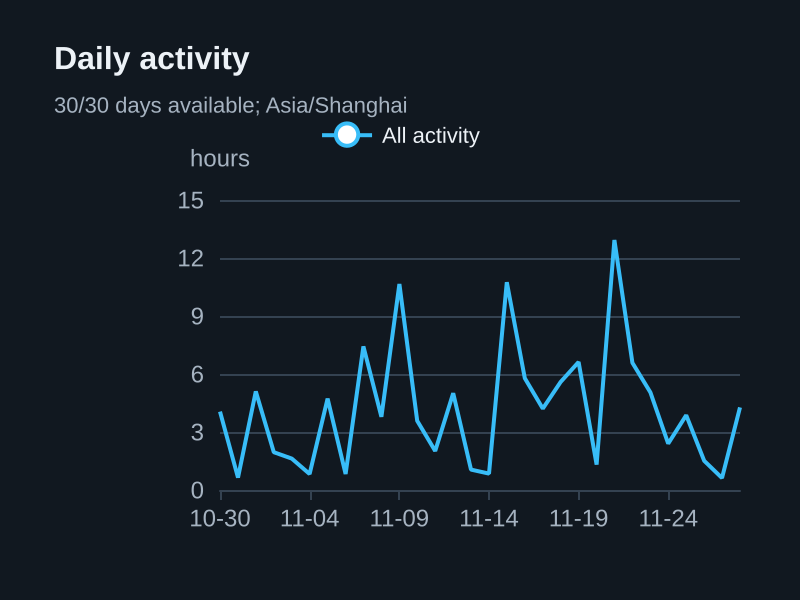 Daily activity
30/30 days available; Asia/Shanghai
All activity
hours
15
12
9
6
3
0
10-30 11-04 11-09 11-14 11-19 11-24